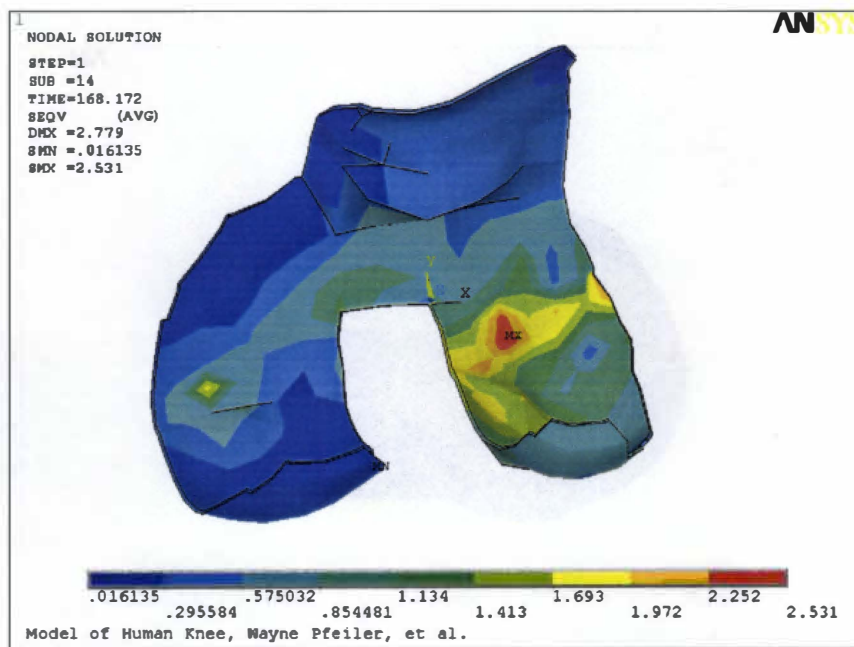 1
NODAL SOLUTION
ANSYS
STEP=1
SUB =14
TIME=168.172
SEQV (AVG)
DMX =2.779
SMN =.016135
SMX =2.531
Y
X
MX
MN
.016135 .575032 1.134 1.693 2.252
.295584 .854481 1.413 1.972 2.531
Model of Human Knee, Wayne Pfeiler, et al.